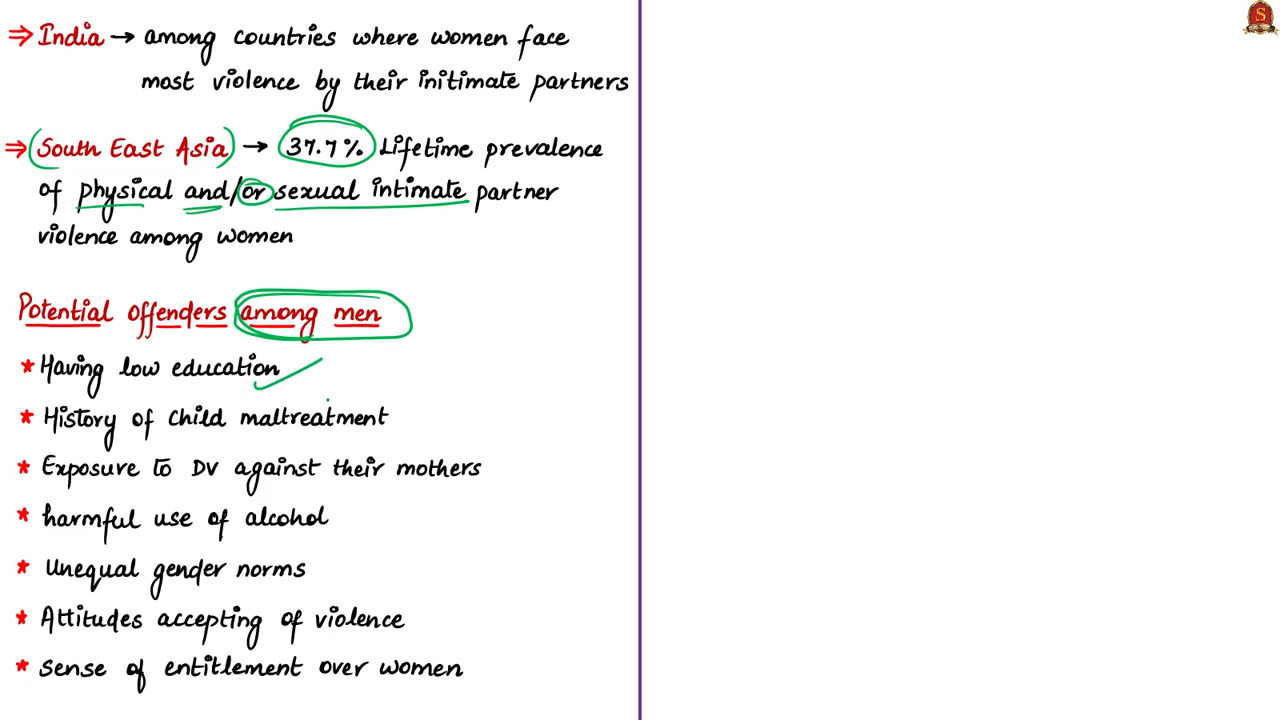 ⇒ India → among countries where women face
most violence by their initimate partners
⇒ (South East Asia) → 37.7% Lifetime prevalence
of physical and/or sexual intimate partner
violence among women
Potential offenders among men
* Having low education
* History of child maltreatment
* Exposure to DV against their mothers
* harmful use of alcohol
* Unequal gender norms
* Attitudes accepting of violence
* Sense of entitlement over women
S